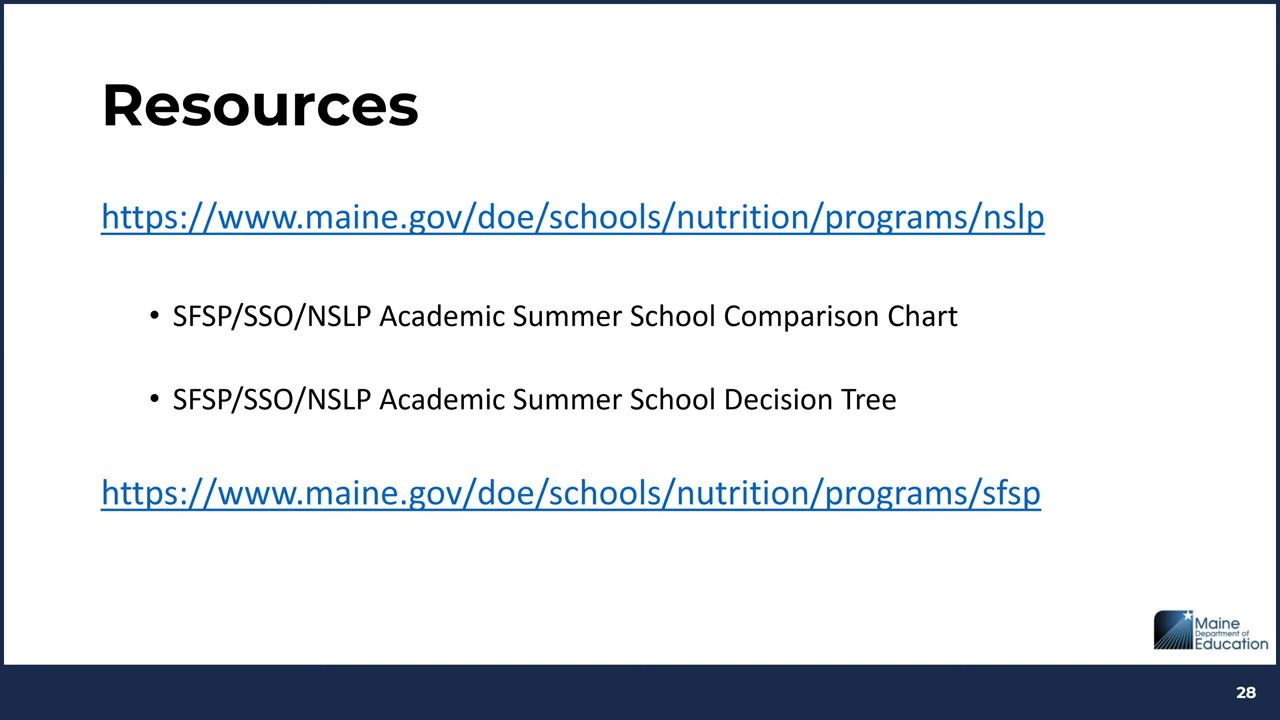 Resources
https://www.maine.gov/doe/schools/nutrition/programs/nslp
• SFSP/SSO/NSLP Academic Summer School Comparison Chart
• SFSP/SSO/NSLP Academic Summer School Decision Tree
https://www.maine.gov/doe/schools/nutrition/programs/sfsp
Maine
Department of
Education
28